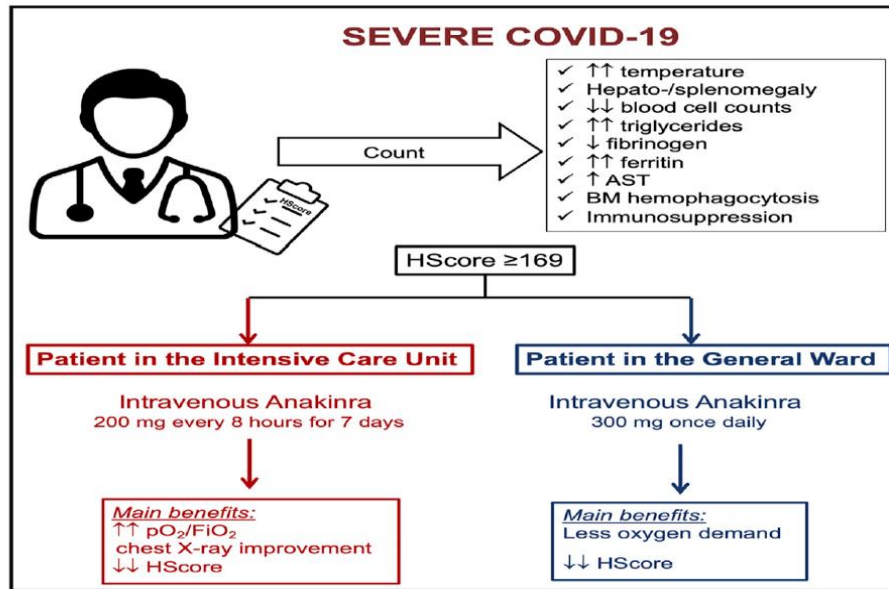 SEVERE COVID-19
HScore
Count
✓ ↑↑ temperature
✓ Hepato-/splenomegaly
✓ ↓↓ blood cell counts
✓ ↑↑ triglycerides
✓ ↓ fibrinogen
✓ ↑↑ ferritin
✓ ↑ AST
✓ BM hemophagocytosis
✓ Immunosuppression
HScore ≥169
Patient in the Intensive Care Unit
Intravenous Anakinra
200 mg every 8 hours for 7 days
Main benefits:
↑↑ pO₂/FiO₂
chest X-ray improvement
↓↓ HScore
Patient in the General Ward
Intravenous Anakinra
300 mg once daily
Main benefits:
Less oxygen demand
↓↓ HScore